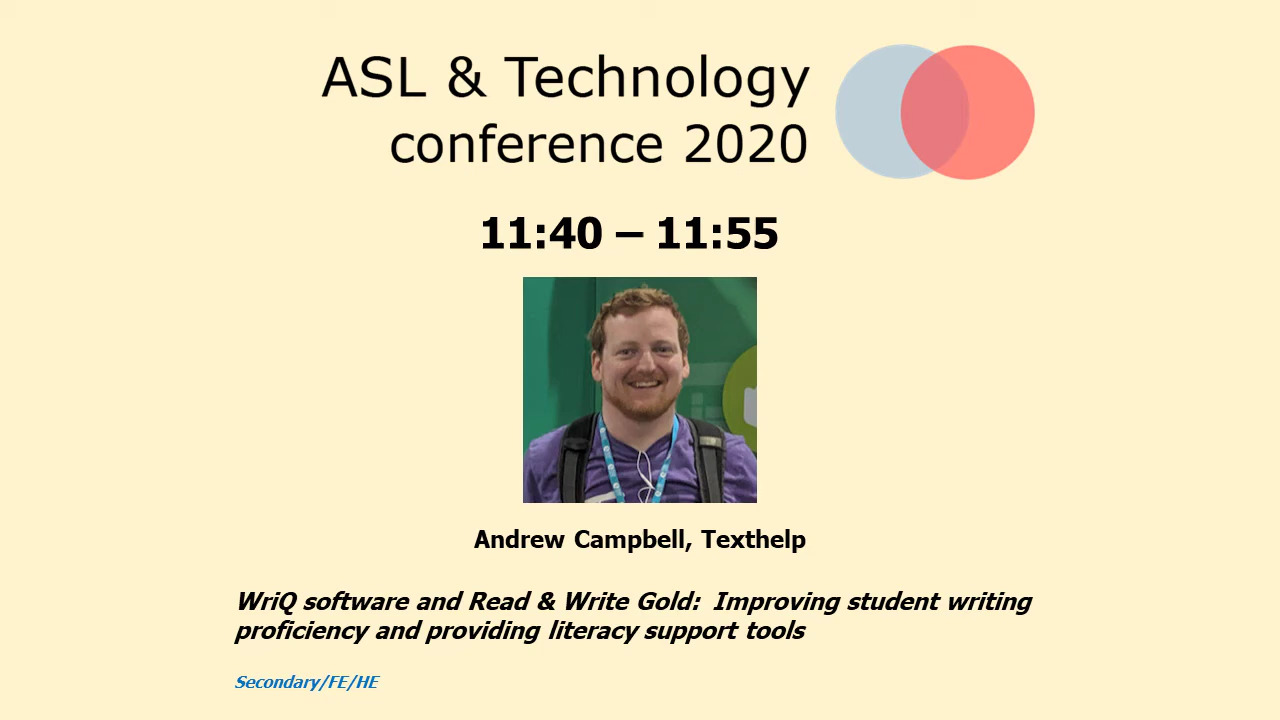 ASL & Technology
conference 2020
11:40 – 11:55
Andrew Campbell, Texthelp
WriQ software and Read & Write Gold:  Improving student writing
proficiency and providing literacy support tools
Secondary/FE/HE